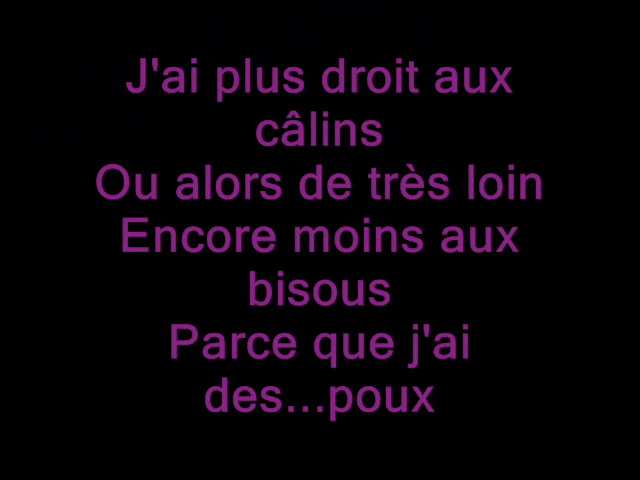 J'ai plus droit aux
câlins
Ou alors de très loin
Encore moins aux
bisous
Parce que j'ai
des...poux